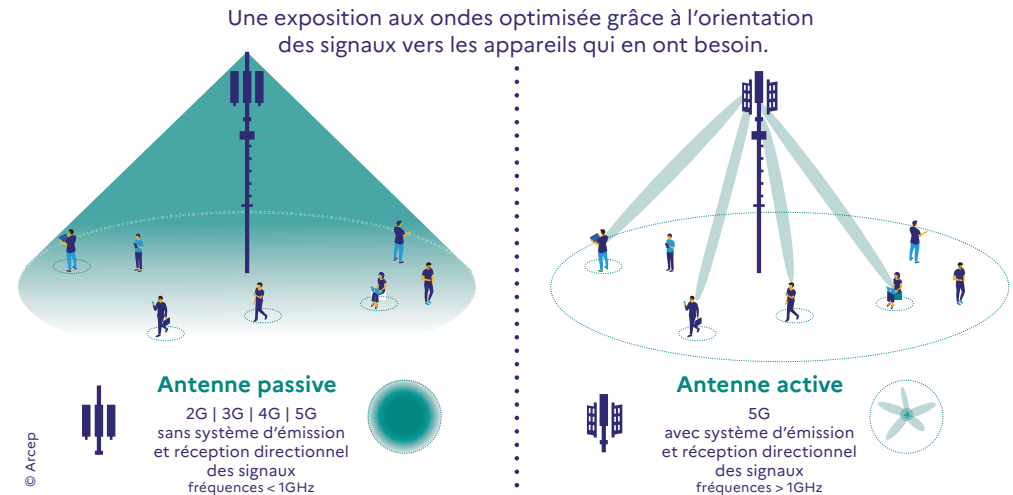 Une exposition aux ondes optimisée grâce à l'orientation
des signaux vers les appareils qui en ont besoin.
Antenne passive
2G | 3G | 4G | 5G
sans système d'émission
et réception directionnel
des signaux
fréquences < 1GHz
Antenne active
5G
avec système d'émission
et réception directionnel
des signaux
fréquences > 1GHz
© Arcep